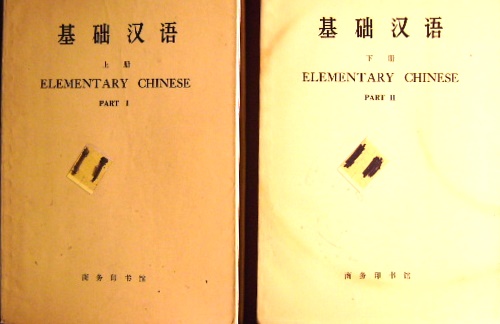 基础汉语
上册
ELEMENTARY CHINESE
PART I
商务印书馆
基础汉语
下册
ELEMENTARY CHINESE
PART II
商务印书馆